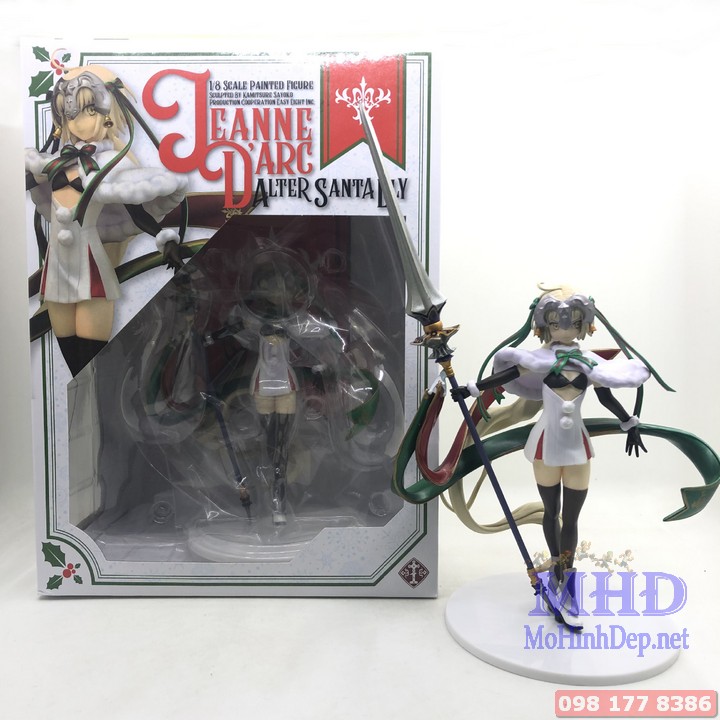 1/8 Scale Painted Figure
Sculpted by Kamitsure Sayoko
Production Cooperation Easy Eight Inc.
JEANNE
D'ARC
ALTER SANTA LILY
MHD
MoHinhDep.net
098 177 8386